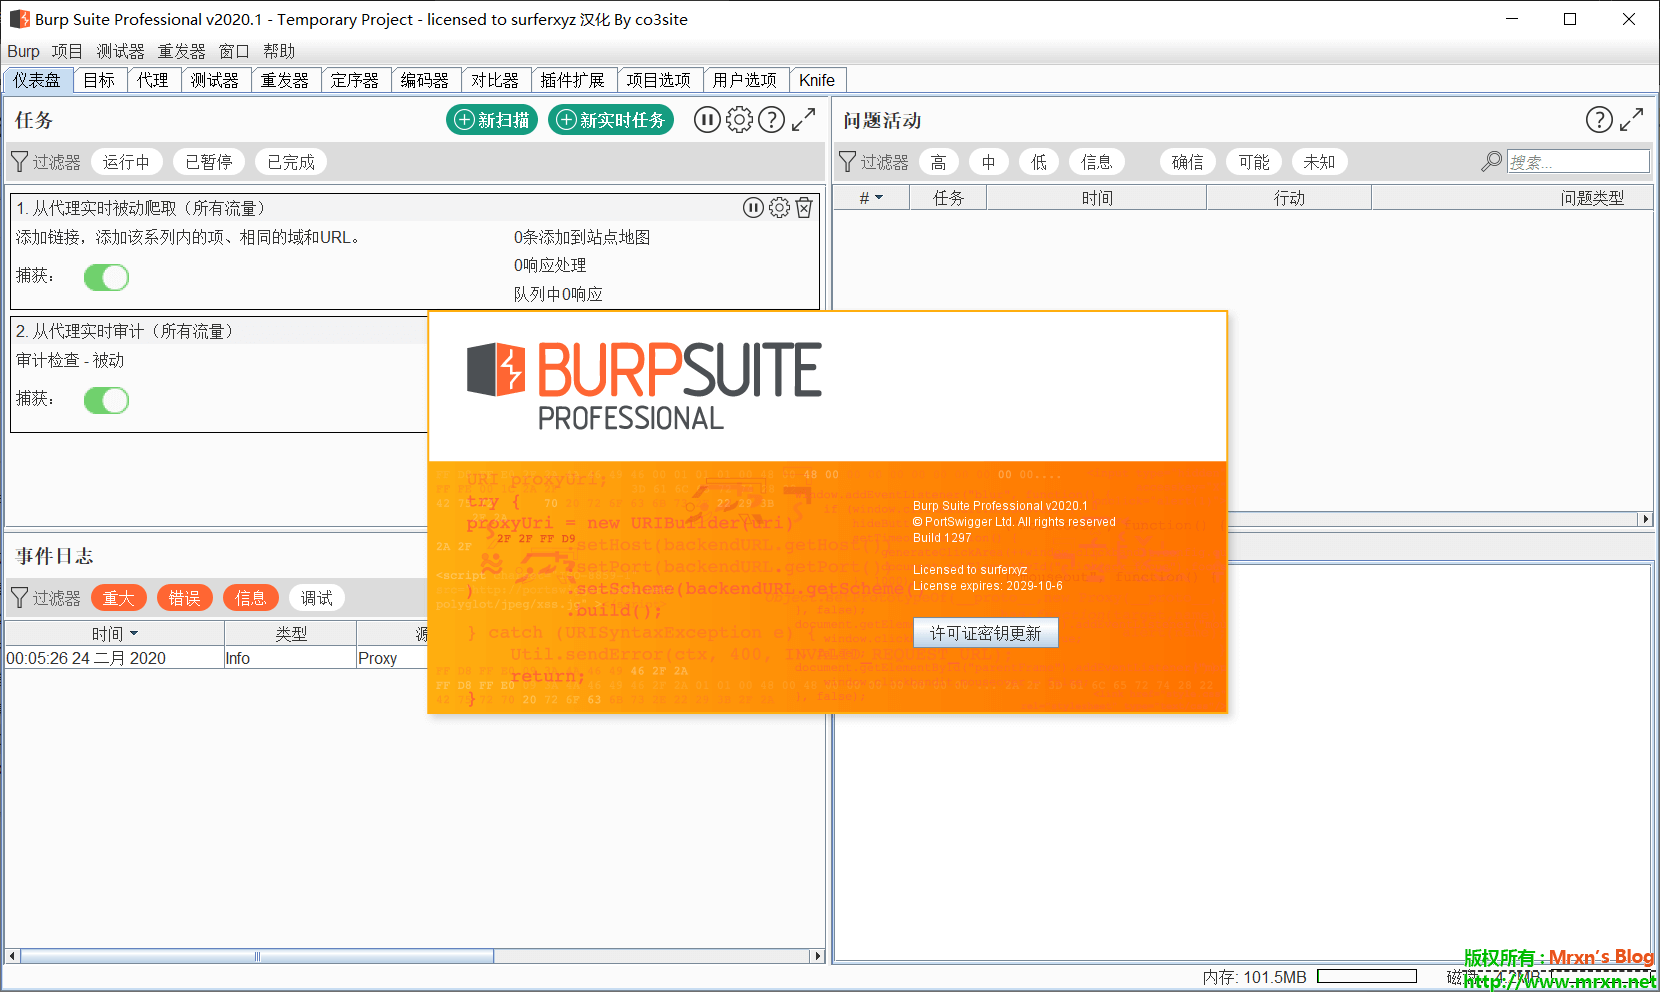 Burp Suite Professional v2020.1 - Temporary Project - licensed to surferxyz 汉化 By co3site
Burp 项目 测试器 重发器 窗口 帮助
仪表盘 目标 代理 测试器 重发器 定序器 编码器 对比器 插件扩展 项目选项 用户选项 Knife
任务 新扫描 新实时任务
过滤器 运行中 已暂停 已完成
1. 从代理实时被动爬取（所有流量）
添加链接，添加该系列内的项、相同的域和URL。 0条添加到站点地图
0响应处理
捕获：
队列中0响应
2. 从代理实时审计（所有流量）
审计检查 - 被动
捕获：
问题活动
过滤器 高 中 低 信息 确信 可能 未知 搜索...
# 任务 时间 行动 问题类型
BURPSUITE
PROFESSIONAL
URI proxyUri;
try {
proxyUri = new URIBuilder(uri)
2F 2F FF D9
.setHost(backendURL.getHost())
.setPort(backendURL.getPort())
.setScheme(backendURL.getScheme()
.build();
} catch (URISyntaxException e) {
Util.sendError(ctx, 400, INVALID REQUEST URL);
return;
}
Burp Suite Professional v2020.1
© PortSwigger Ltd. All rights reserved
Build 1297
Licensed to surferxyz
License expires: 2029-10-6
许可证密钥更新
事件日志
过滤器 重大 错误 信息 调试
时间 类型 源
00:05:26 24 二月 2020 Info Proxy
内存: 101.5MB
版权所有：Mrxn's Blog
http://www.mrxn.net